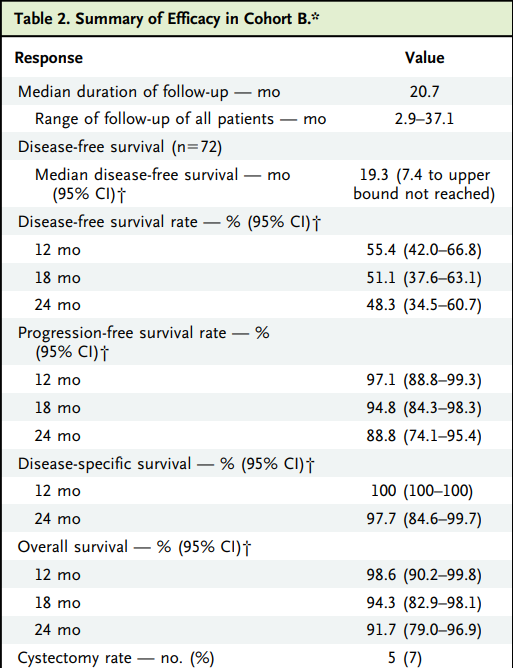 Table 2. Summary of Efficacy in Cohort B.*
Response Value
Median duration of follow-up — mo 20.7
Range of follow-up of all patients — mo 2.9–37.1
Disease-free survival (n=72)
Median disease-free survival — mo 19.3 (7.4 to upper
(95% CI)† bound not reached)
Disease-free survival rate — % (95% CI)†
12 mo 55.4 (42.0–66.8)
18 mo 51.1 (37.6–63.1)
24 mo 48.3 (34.5–60.7)
Progression-free survival rate — %
(95% CI)†
12 mo 97.1 (88.8–99.3)
18 mo 94.8 (84.3–98.3)
24 mo 88.8 (74.1–95.4)
Disease-specific survival — % (95% CI)†
12 mo 100 (100–100)
24 mo 97.7 (84.6–99.7)
Overall survival — % (95% CI)†
12 mo 98.6 (90.2–99.8)
18 mo 94.3 (82.9–98.1)
24 mo 91.7 (79.0–96.9)
Cystectomy rate — no. (%) 5 (7)